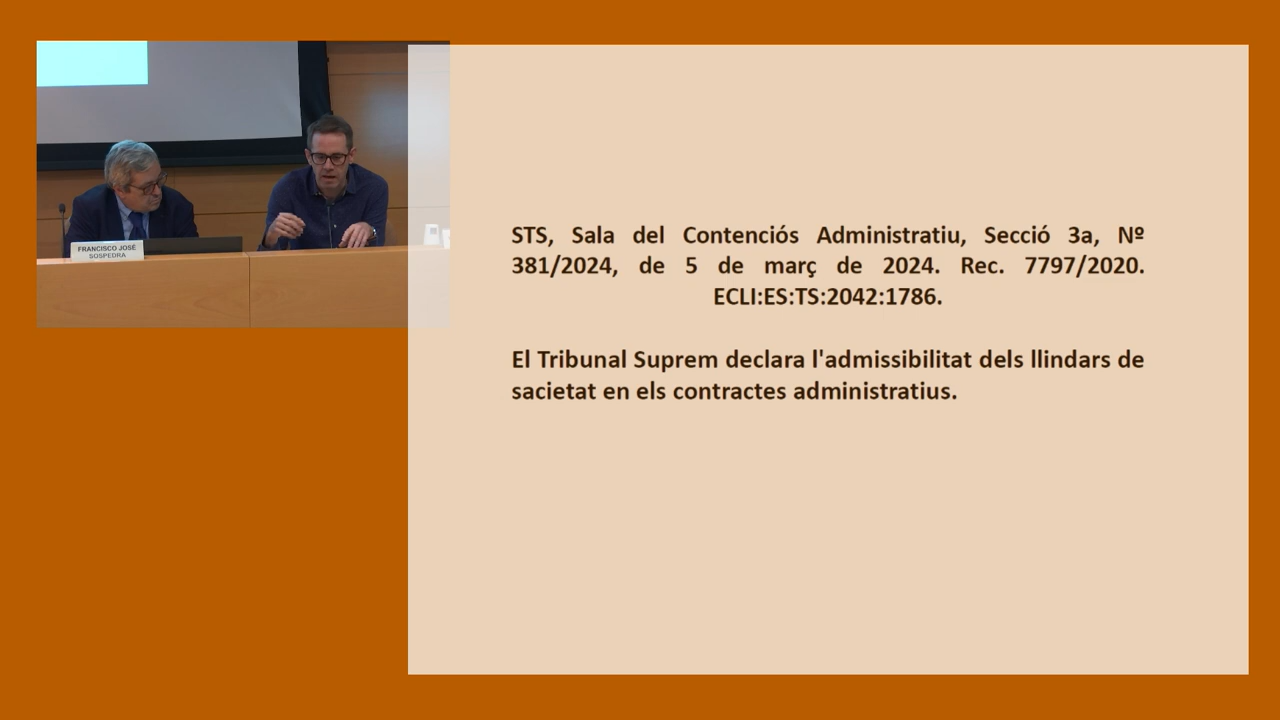 FRANCISCO JOSÉ
SOSPEDRA
STS, Sala del Contenciós Administratiu, Secció 3a, Nº
381/2024, de 5 de març de 2024. Rec. 7797/2020.
ECLI:ES:TS:2042:1786.
El Tribunal Suprem declara l'admissibilitat dels llindars de
sacietat en els contractes administratius.